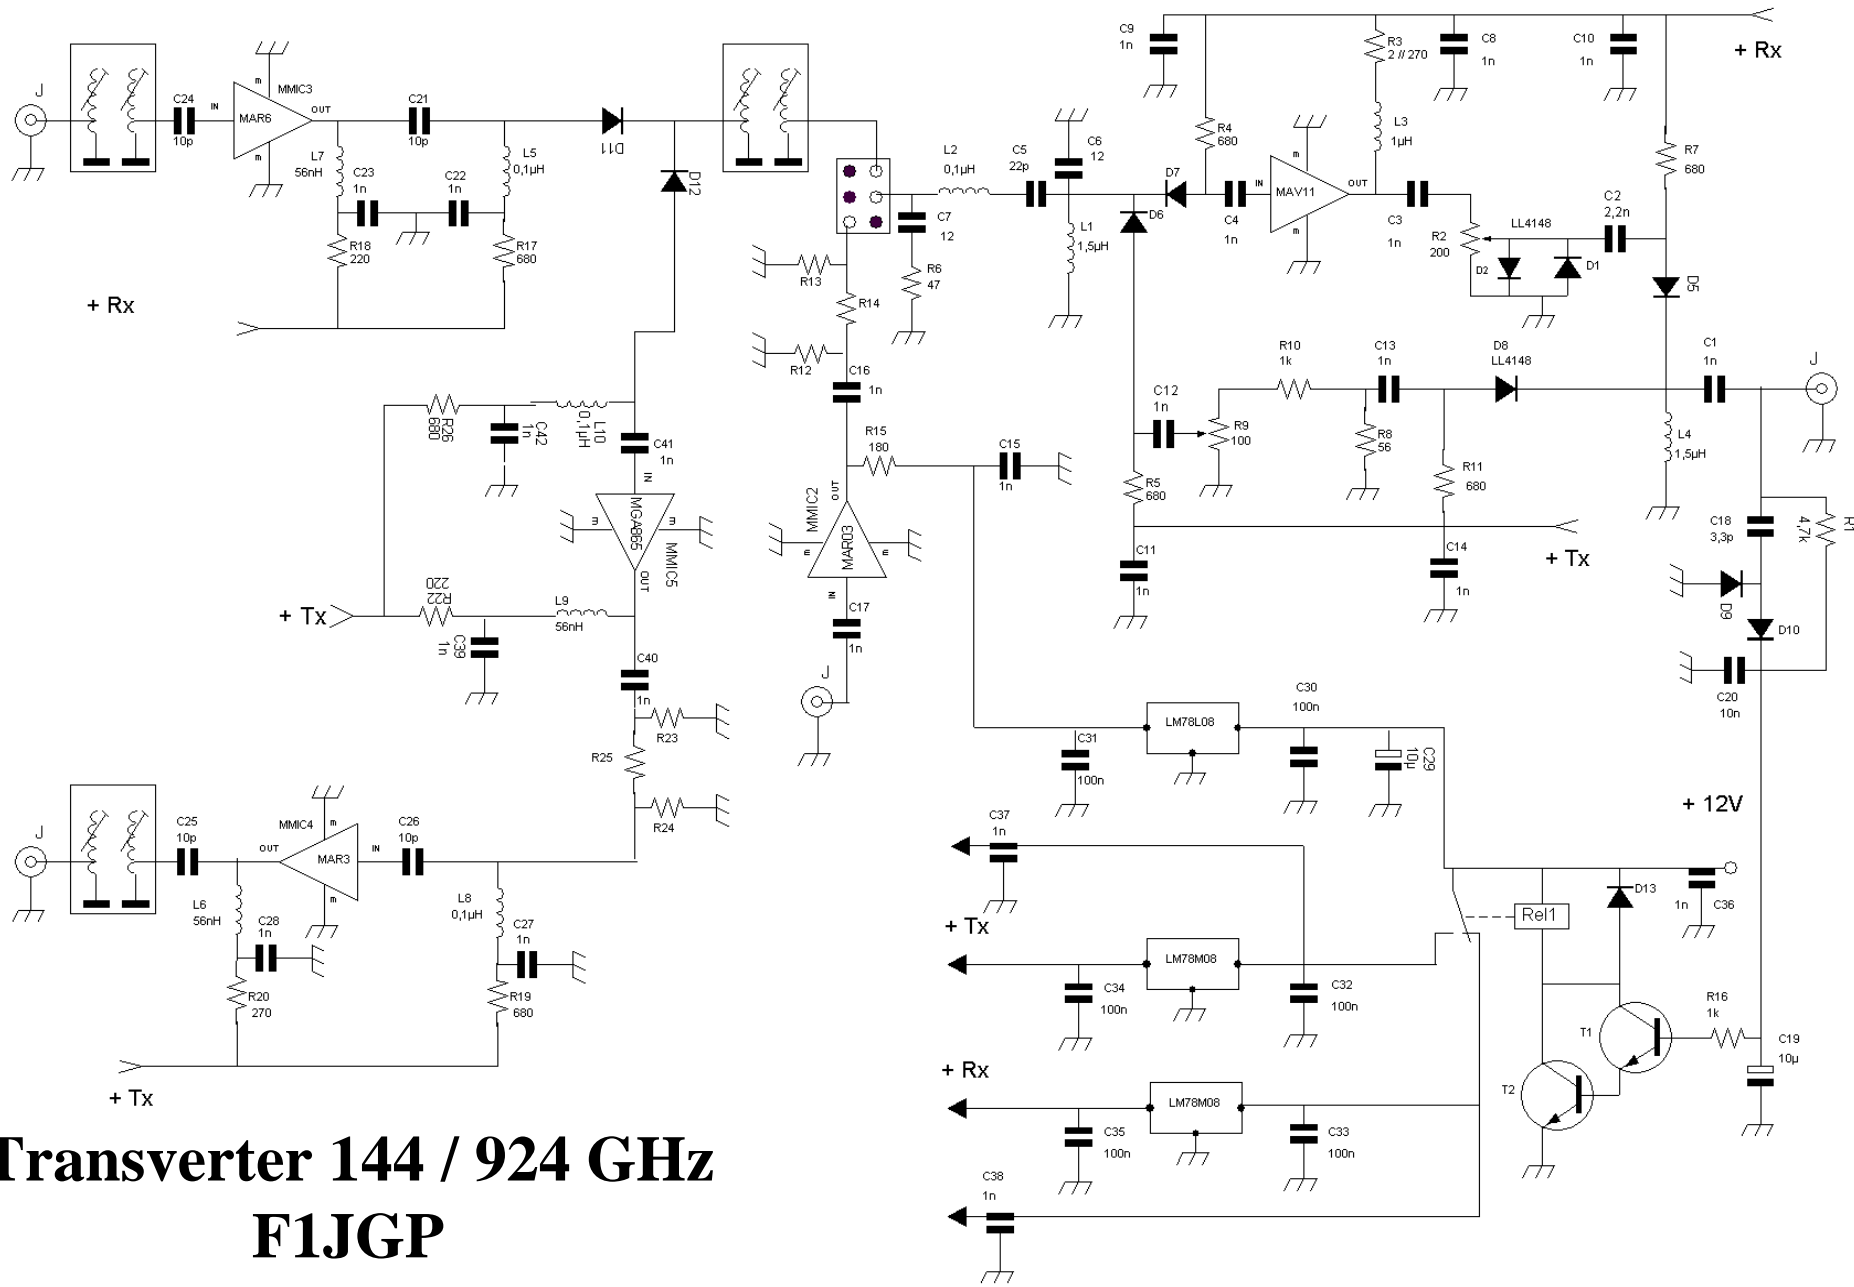 J
C24
10p
IN
MAR6
m
m
MMIC3
OUT
C21
10p
L7
56nH
C23
1n
C22
1n
L5
0,1µH
R18
220
R17
680
+ Rx
D11
D12
C7
12
R6
47
L2
0,1µH
C5
22p
C6
12
L1
1,5µH
D7
D6
C9
1n
R4
680
C4
1n
IN
MAV11
m
m
OUT
R3
2 // 270
L3
1µH
C8
1n
C10
1n
+ Rx
C3
1n
R2
200
LL4148
D2
D1
C2
2,2n
R7
680
D5
R13
R14
R12
C16
1n
R15
180
C15
1n
MMIC2
OUT
MAR03
m
m
IN
C17
1n
J
R26
680
C42
1n
L10
0,1µH
C41
1n
IN
MGA865
m
m
MMIC5
OUT
+ Tx
R22
220
L9
56nH
C39
1n
C40
1n
R23
R25
R24
R10
1k
C13
1n
D8
LL4148
C1
1n
J
C12
1n
R9
100
R8
56
R11
680
L4
1,5µH
R5
680
C11
1n
C14
1n
+ Tx
C18
3,3p
R1
4,7k
D9
D10
C20
10n
LM78L08
C31
100n
C30
100n
C29
10µ
+ 12V
C37
1n
+ Tx
LM78M08
C34
100n
C32
100n
Rel1
D13
C36
1n
+ Rx
LM78M08
C35
100n
C33
100n
C38
1n
T1
T2
R16
1k
C19
10µ
J
C25
10p
OUT
MMIC4
MAR3
m
m
IN
C26
10p
L6
56nH
C28
1n
L8
0,1µH
C27
1n
R20
270
R19
680
+ Tx
Transverter 144 / 924 GHz
F1JGP